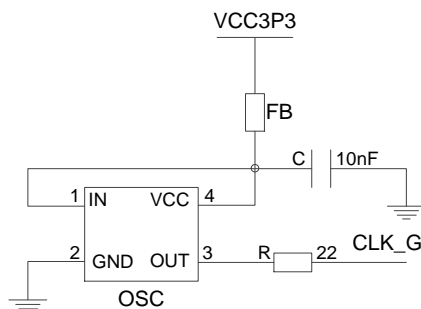 VCC3P3
FB
C 10nF
1 IN VCC 4
2 GND OUT 3
R 22 CLK_G
OSC